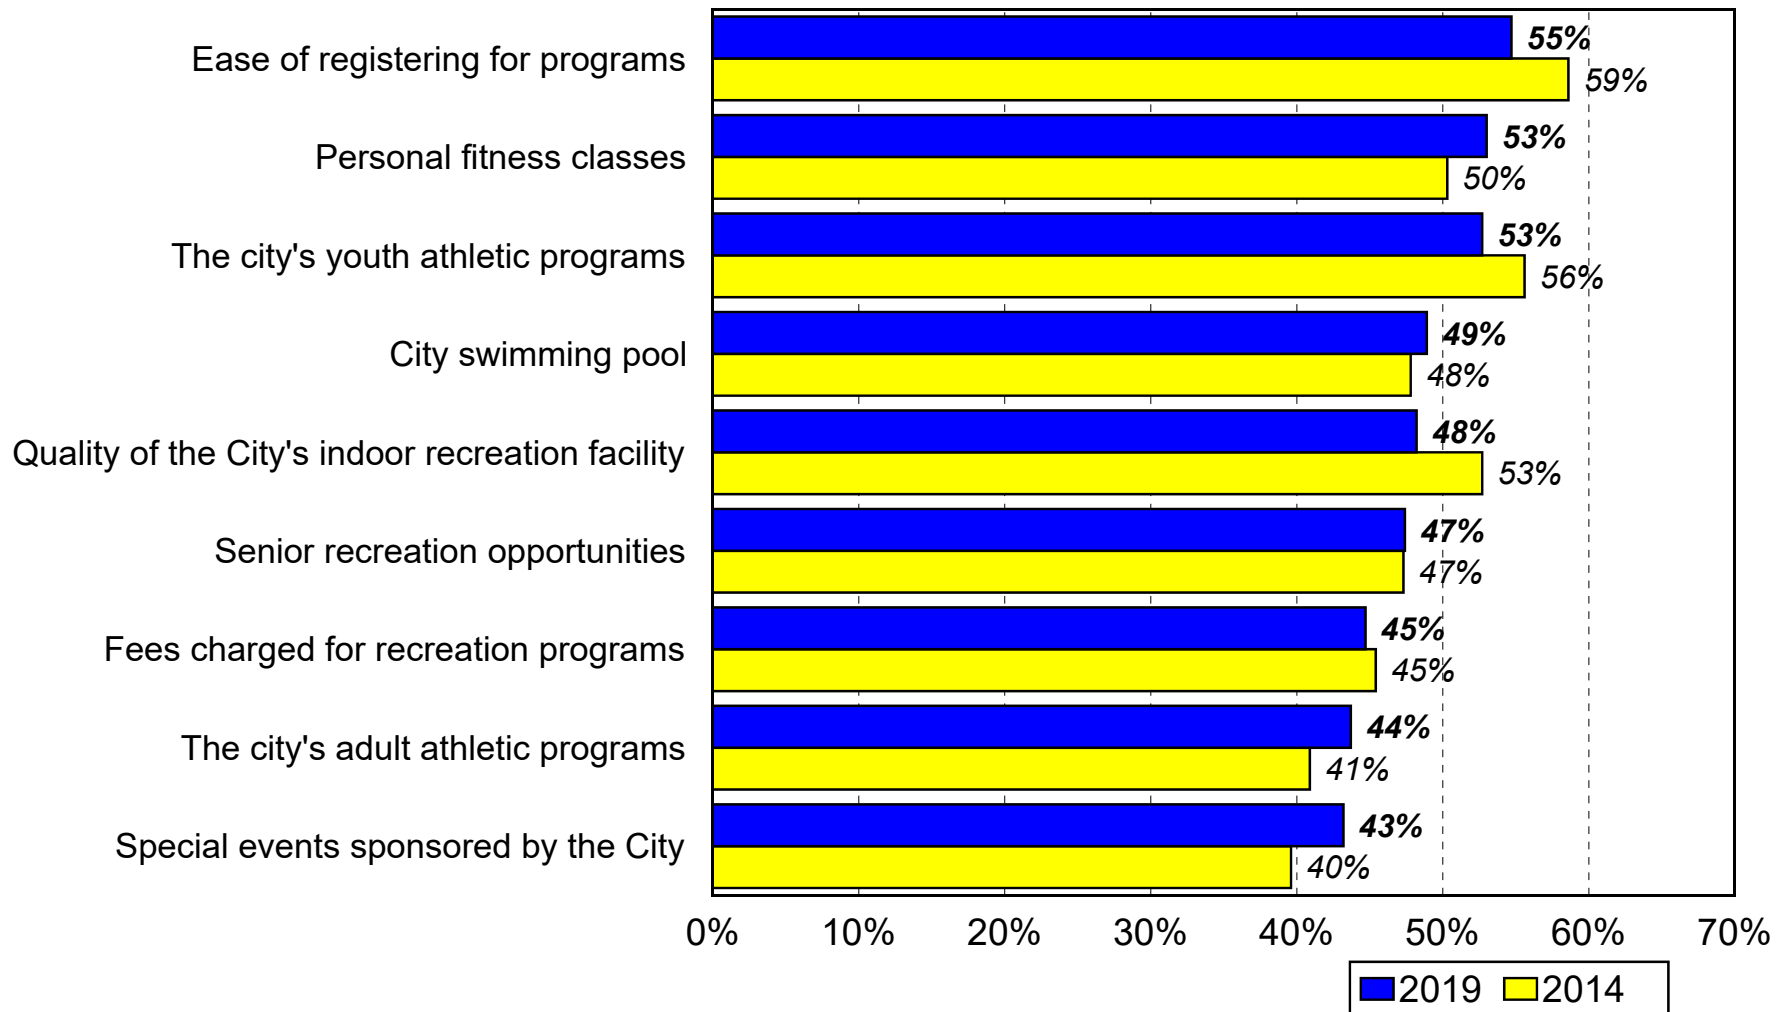 Ease of registering for programs
55%
59%
Personal fitness classes
53%
50%
The city's youth athletic programs
53%
56%
City swimming pool
49%
48%
Quality of the City's indoor recreation facility
48%
53%
Senior recreation opportunities
47%
47%
Fees charged for recreation programs
45%
45%
The city's adult athletic programs
44%
41%
Special events sponsored by the City
43%
40%
0% 10% 20% 30% 40% 50% 60% 70%
2019 2014